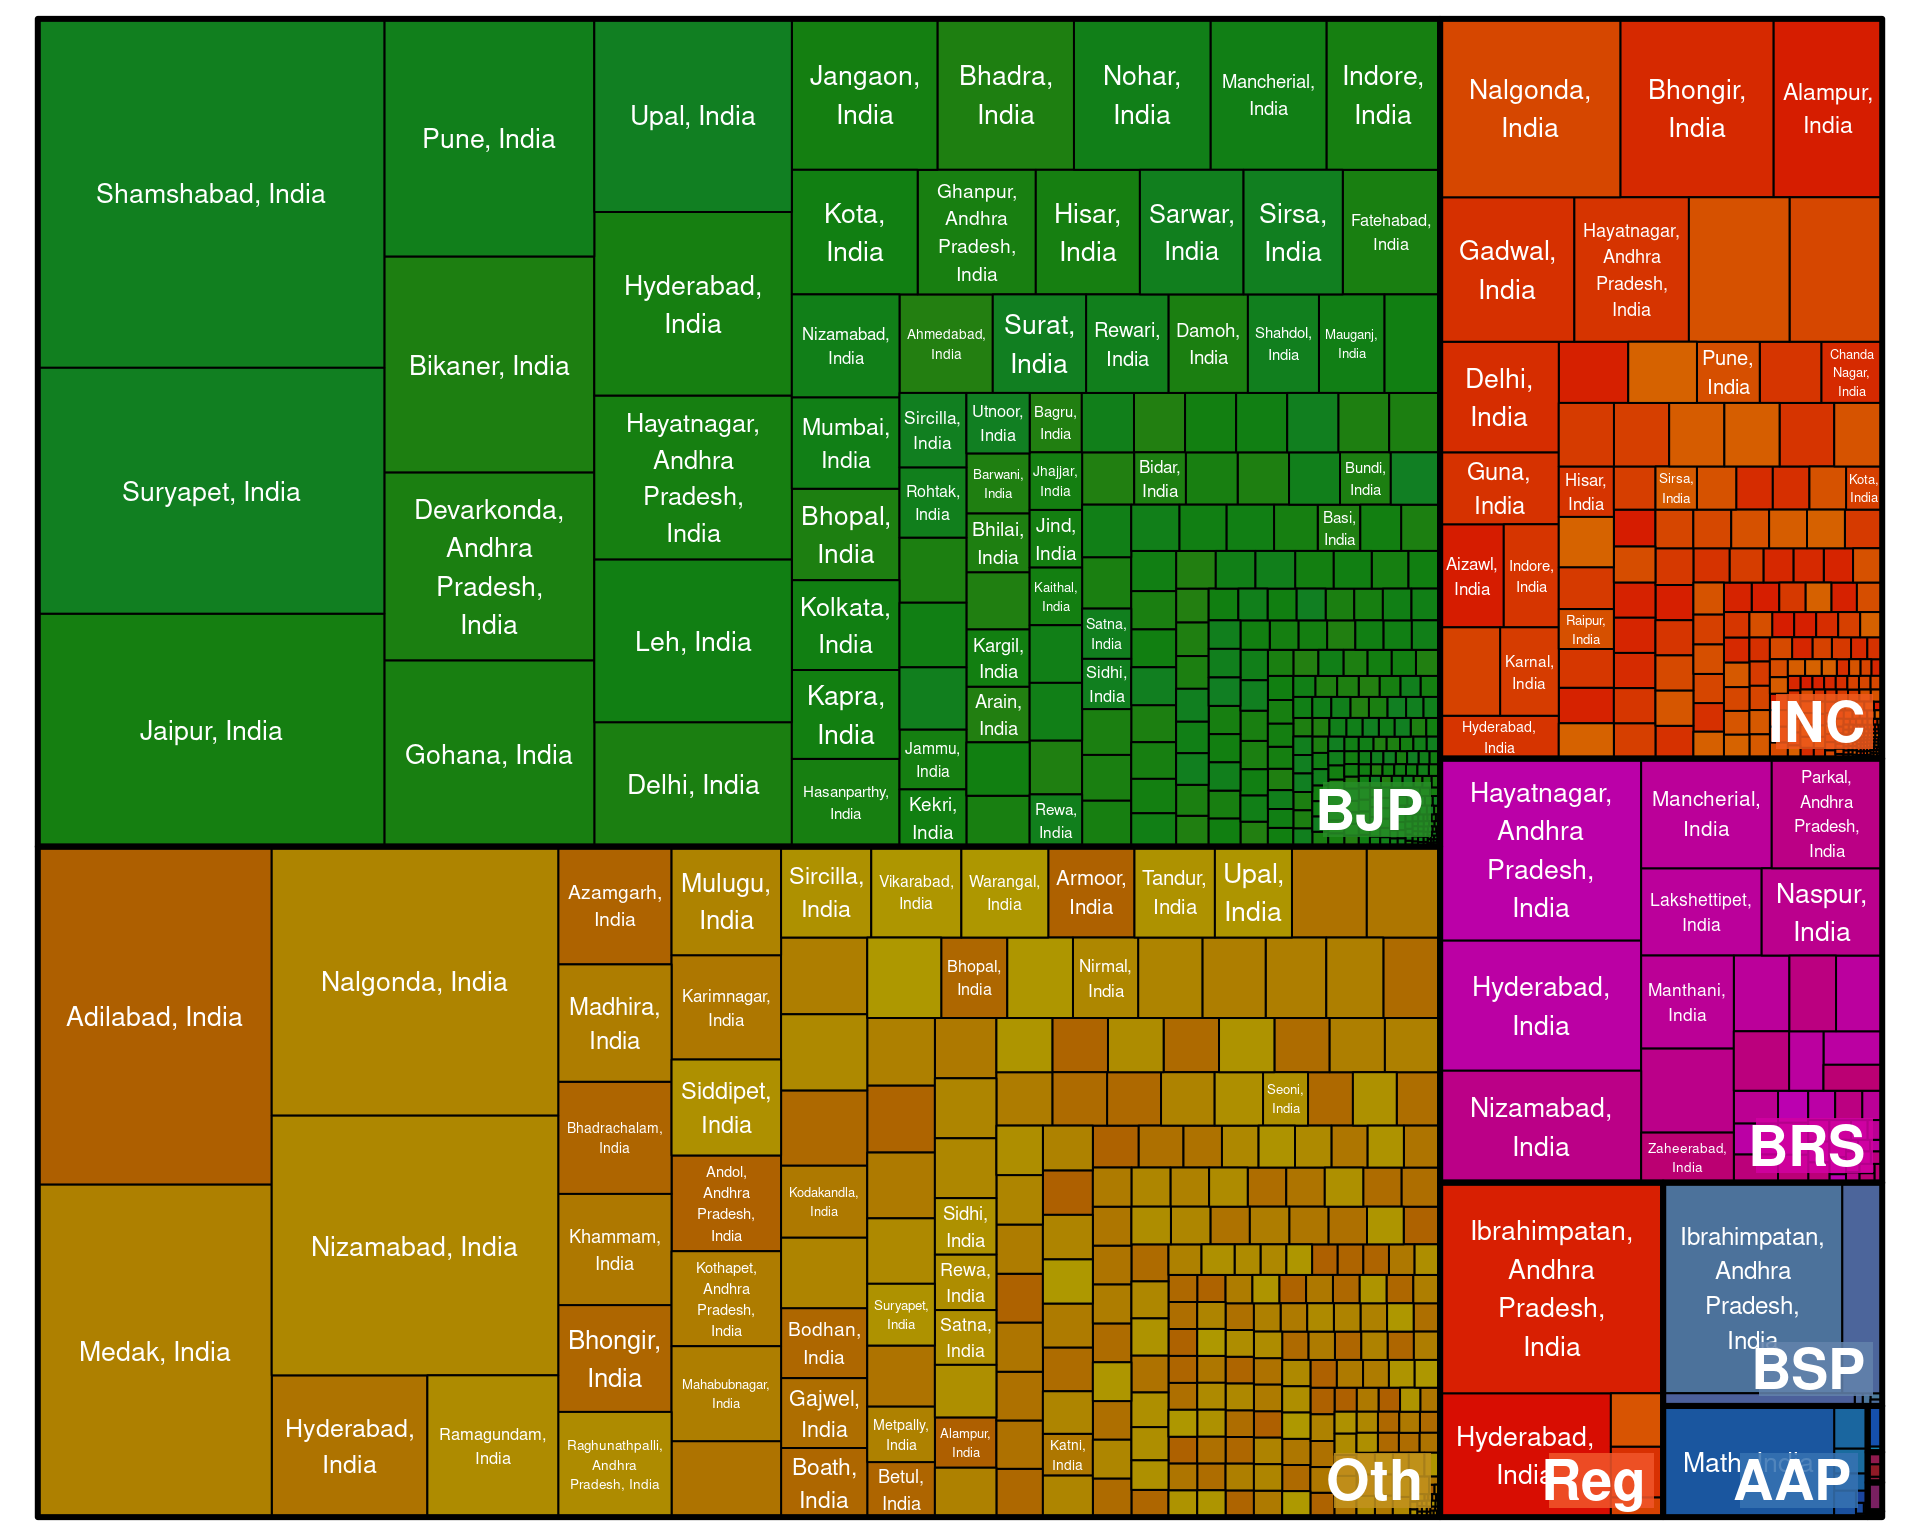 Shamshabad, India
Suryapet, India
Jaipur, India
Pune, India
Bikaner, India
Devarkonda,
Andhra
Pradesh,
India
Gohana, India
Upal, India
Hyderabad,
India
Hayatnagar,
Andhra
Pradesh,
India
Leh, India
Delhi, India
Jangaon,
India
Bhadra,
India
Nohar,
India
Mancherial,
India
Indore,
India
Kota,
India
Ghanpur,
Andhra
Pradesh,
India
Hisar,
India
Sarwar,
India
Sirsa,
India
Fatehabad,
India
Nizamabad,
India
Ahmedabad,
India
Surat,
India
Rewari,
India
Damoh,
India
Shahdol,
India
Mauganj,
India
Mumbai,
India
Bhopal,
India
Kolkata,
India
Kapra,
India
Hasanparthy,
India
Sircilla,
India
Rohtak,
India
Jammu,
India
Kekri,
India
Utnoor,
India
Barwani,
India
Bhilai,
India
Kargil,
India
Arain,
India
Bagru,
India
Jhajjar,
India
Jind,
India
Kaithal,
India
Rewa,
India
Satna,
India
Sidhi,
India
Bidar,
India
Bundi,
India
Basi,
India
BJP
Nalgonda,
India
Bhongir,
India
Alampur,
India
Gadwal,
India
Hayatnagar,
Andhra
Pradesh,
India
Delhi,
India
Pune,
India
Chanda
Nagar,
India
Guna,
India
Hisar,
India
Sirsa,
India
Kota,
India
Aizawl,
India
Indore,
India
Raipur,
India
Karnal,
India
Hyderabad,
India
INC
Hayatnagar,
Andhra
Pradesh,
India
Mancherial,
India
Parkal,
Andhra
Pradesh,
India
Lakshettipet,
India
Naspur,
India
Hyderabad,
India
Manthani,
India
Nizamabad,
India
Zaheerabad,
India
BRS
Adilabad, India
Medak, India
Nalgonda, India
Nizamabad, India
Hyderabad,
India
Ramagundam,
India
Azamgarh,
India
Madhira,
India
Bhadrachalam,
India
Khammam,
India
Bhongir,
India
Raghunathpalli,
Andhra
Pradesh, India
Mulugu,
India
Karimnagar,
India
Siddipet,
India
Andol,
Andhra
Pradesh,
India
Kothapet,
Andhra
Pradesh,
India
Mahabubnagar,
India
Sircilla,
India
Vikarabad,
India
Warangal,
India
Armoor,
India
Tandur,
India
Upal,
India
Bhopal,
India
Nirmal,
India
Seoni,
India
Kodakandla,
India
Bodhan,
India
Gajwel,
India
Boath,
India
Suryapet,
India
Metpally,
India
Betul,
India
Sidhi,
India
Rewa,
India
Satna,
India
Alampur,
India
Katni,
India
Oth
Ibrahimpatan,
Andhra
Pradesh,
India
Hyderabad,
India
Reg
Ibrahimpatan,
Andhra
Pradesh,
India
BSP
Math, India
AAP